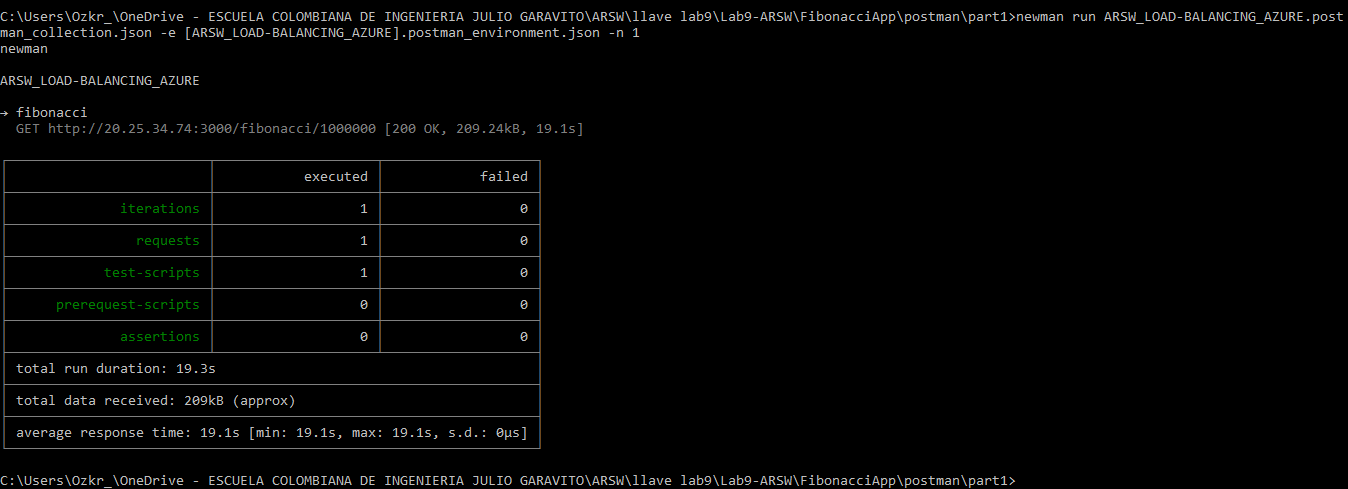 C:\Users\Ozkr_\OneDrive - ESCUELA COLOMBIANA DE INGENIERIA JULIO GARAVITO\ARSW\llave lab9\Lab9-ARSW\FibonacciApp\postman\part1>newman run ARSW_LOAD-BALANCING_AZURE.post
man_collection.json -e [ARSW_LOAD-BALANCING_AZURE].postman_environment.json -n 1
newman
ARSW_LOAD-BALANCING_AZURE
→ fibonacci
GET http://20.25.34.74:3000/fibonacci/1000000 [200 OK, 209.24kB, 19.1s]
executed failed
iterations 1 0
requests 1 0
test-scripts 1 0
prerequest-scripts 0 0
assertions 0 0
total run duration: 19.3s
total data received: 209kB (approx)
average response time: 19.1s [min: 19.1s, max: 19.1s, s.d.: 0µs]
C:\Users\Ozkr_\OneDrive - ESCUELA COLOMBIANA DE INGENIERIA JULIO GARAVITO\ARSW\llave lab9\Lab9-ARSW\FibonacciApp\postman\part1>